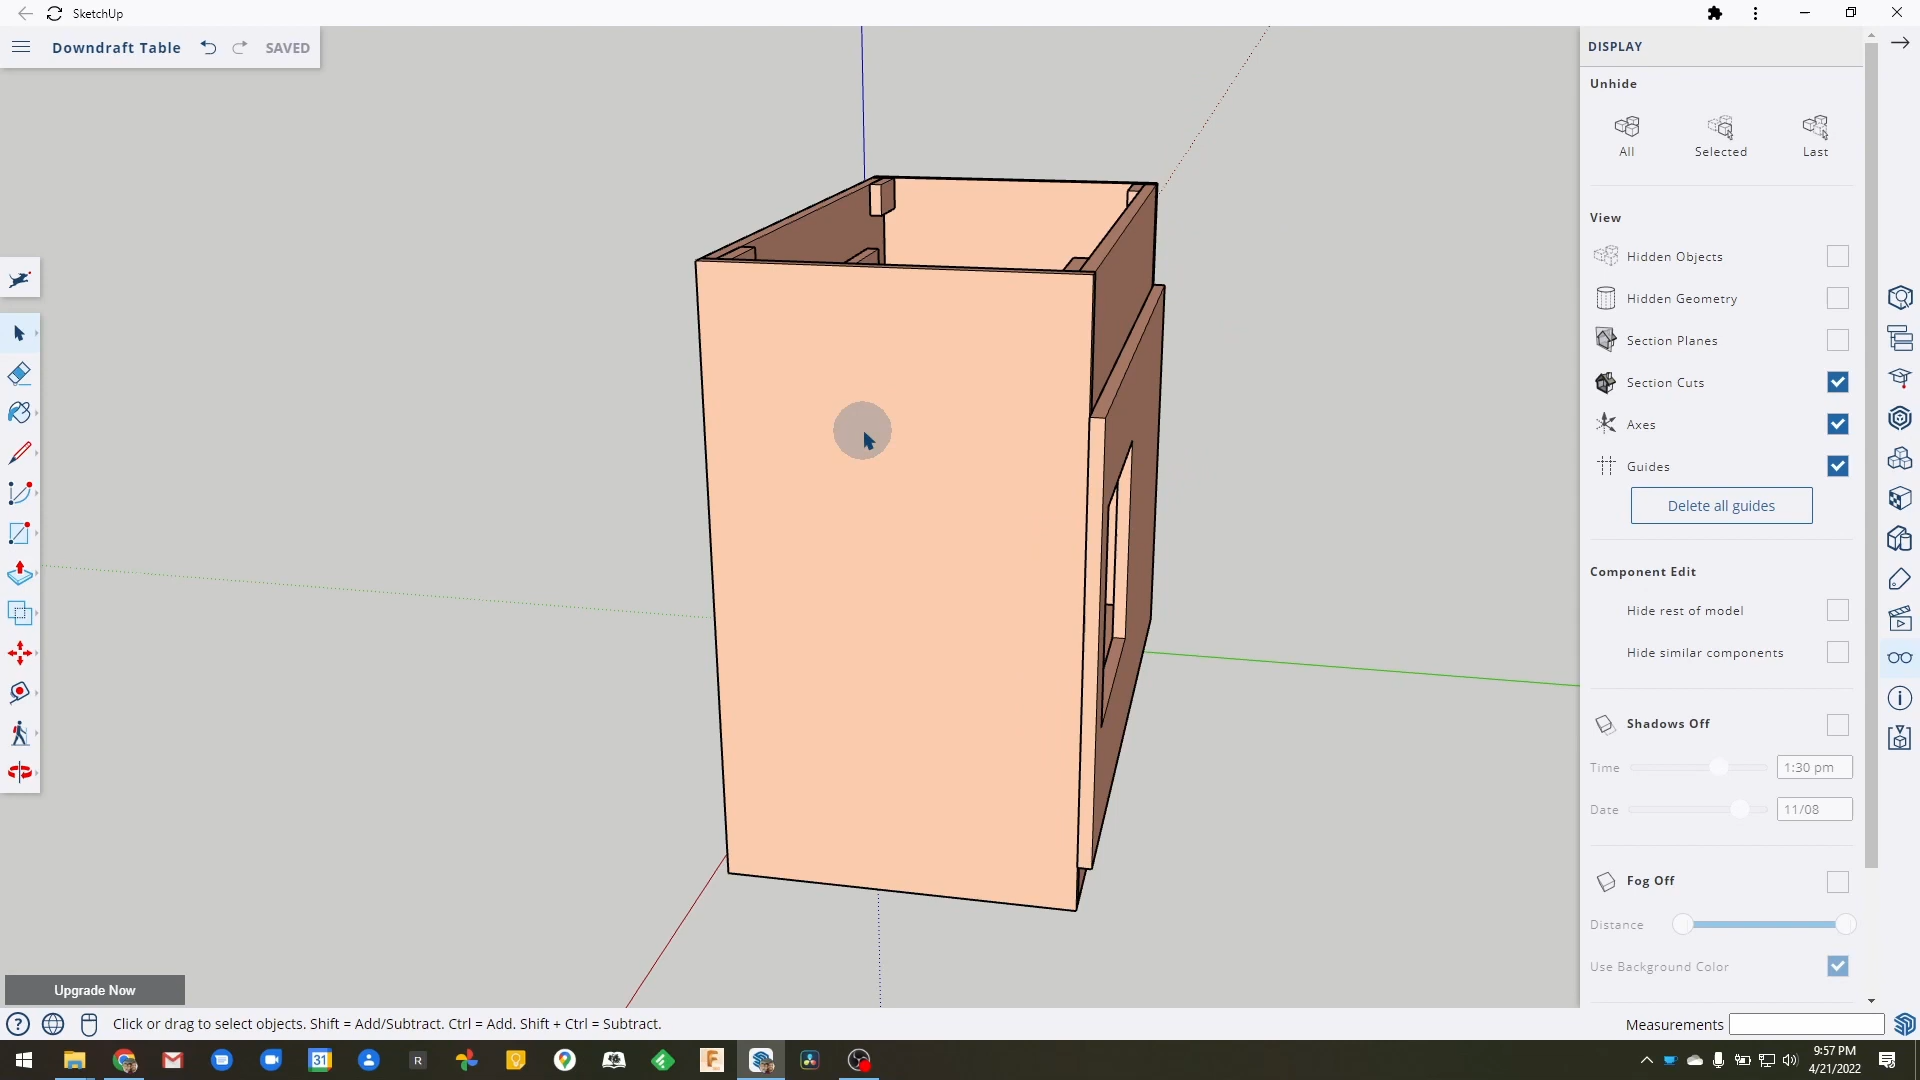 SketchUp
Downdraft Table
SAVED
DISPLAY
Unhide
All
Selected
Last
View
Hidden Objects
Hidden Geometry
Section Planes
Section Cuts
Axes
Guides
Delete all guides
Component Edit
Hide rest of model
Hide similar components
Shadows Off
Time
1:30 pm
Date
11/08
Fog Off
Distance
Use Background Color
Upgrade Now
Click or drag to select objects. Shift = Add/Subtract. Ctrl = Add. Shift + Ctrl = Subtract.
Measurements
31
R
F
9:57 PM
4/21/2022